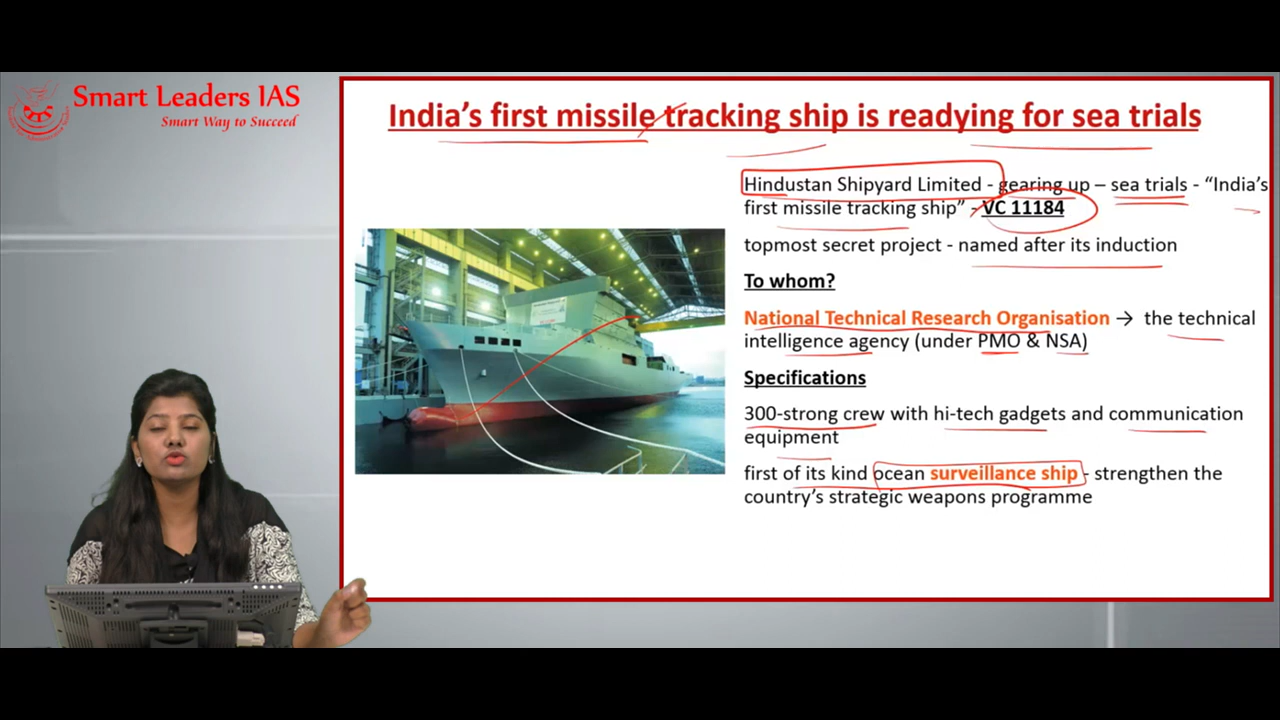 Smart Leaders IAS
Smart Way to Succeed
India's first missile tracking ship is readying for sea trials
Hindustan Shipyard Limited - gearing up – sea trials - “India’s
first missile tracking ship” - VC 11184
topmost secret project - named after its induction
To whom?
National Technical Research Organisation → the technical
intelligence agency (under PMO & NSA)
Specifications
300-strong crew with hi-tech gadgets and communication
equipment
first of its kind ocean surveillance ship - strengthen the
country’s strategic weapons programme